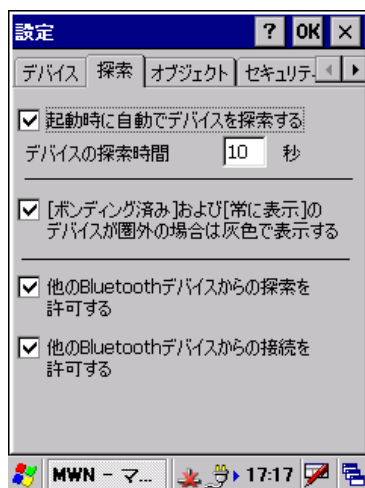 設定 ? OK ×
デバイス 探索 オブジェクト セキュリテ
起動時に自動でデバイスを探索する
デバイスの探索時間 10 秒
[ボンディング済み]および[常に表示]の
デバイスが圏外の場合は灰色で表示する
他のBluetoothデバイスからの探索を
許可する
他のBluetoothデバイスからの接続を
許可する
MWN - マ... 17:17